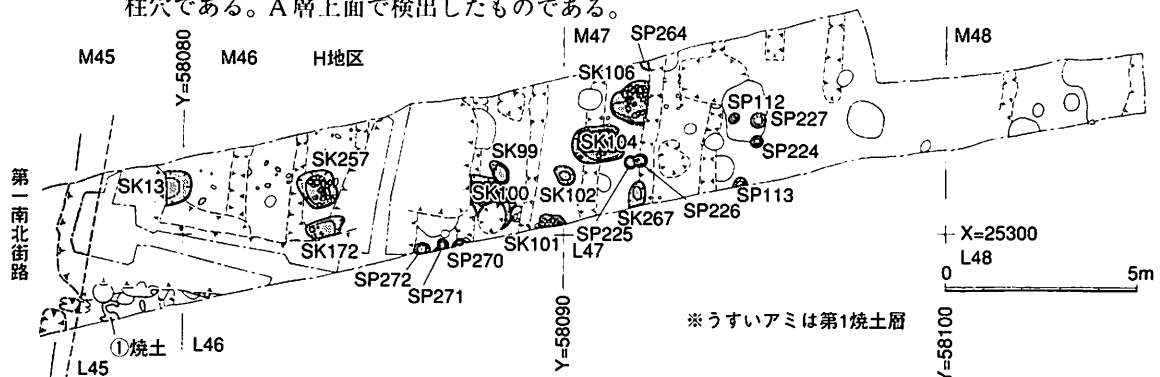 柱穴である。A層上面で検出したものである。
M45
Y=58080
M46
H地区
M47
SP264
M48
SK106
SP112
SP227
SK104
SP224
SK257
SK99
SK13
SK100
SK102
SP113
SP226
SK267
SK172
SK101
SP225
L47
第一南北街路
SP272
SP270
SP271
X=25300
L48
0
5m
Y=58090
※うすいアミは第1焼土層
Y=58100
①焼土
L46
L45